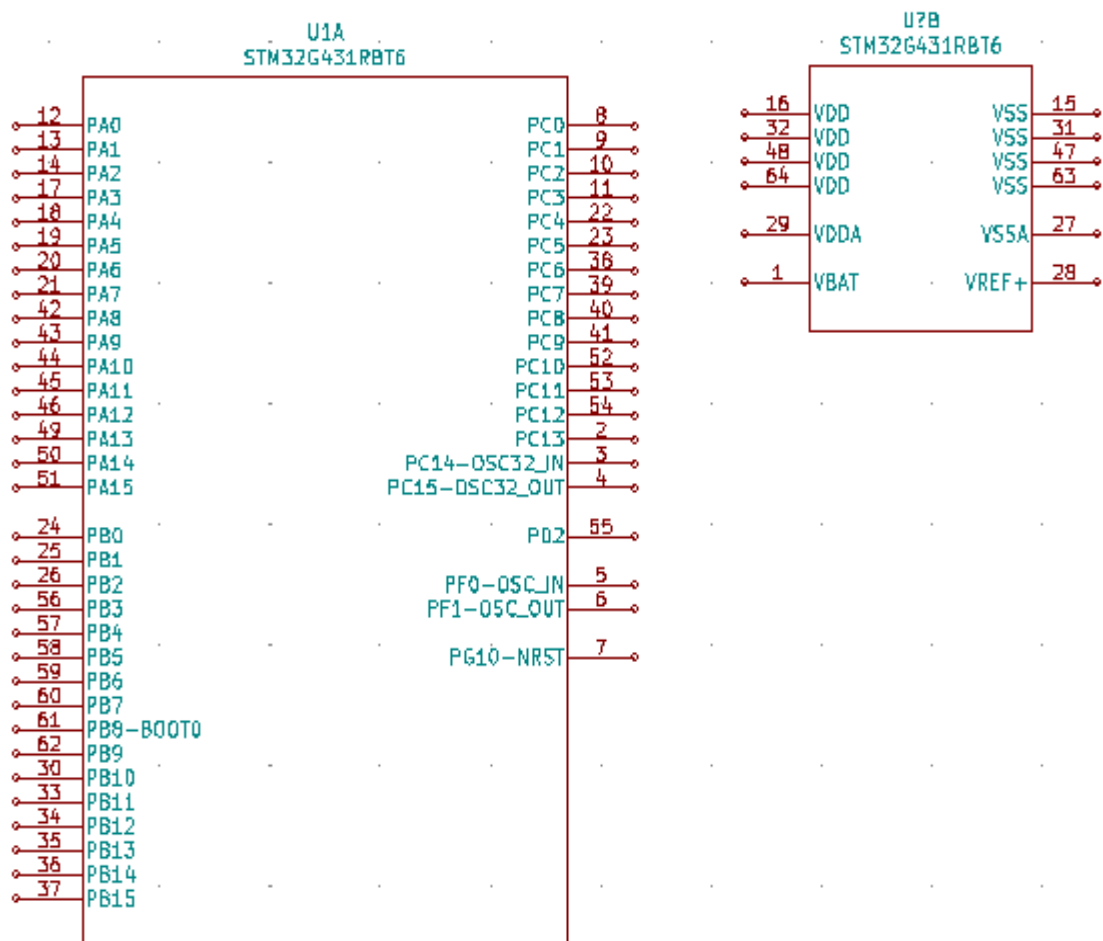 U1A
STM32G431RBT6
12 PA0
13 PA1
14 PA2
17 PA3
18 PA4
19 PA5
20 PA6
21 PA7
42 PA8
43 PA9
44 PA10
45 PA11
46 PA12
49 PA13
50 PA14
51 PA15
24 PB0
25 PB1
26 PB2
56 PB3
57 PB4
58 PB5
59 PB6
60 PB7
61 PB8-BOOT0
62 PB9
30 PB10
33 PB11
34 PB12
35 PB13
36 PB14
37 PB15
PC0 8
PC1 9
PC2 10
PC3 11
PC4 22
PC5 23
PC6 38
PC7 39
PC8 40
PC9 41
PC10 52
PC11 53
PC12 54
PC13 2
PC14-OSC32_IN 3
PC15-OSC32_OUT 4
PD2 55
PF0-OSC_IN 5
PF1-OSC_OUT 6
PG10-NRST 7
U?B
STM32G431RBT6
16 VDD
32 VDD
48 VDD
64 VDD
29 VDDA
1 VBAT
VSS 15
VSS 31
VSS 47
VSS 63
VSSA 27
VREF+ 28